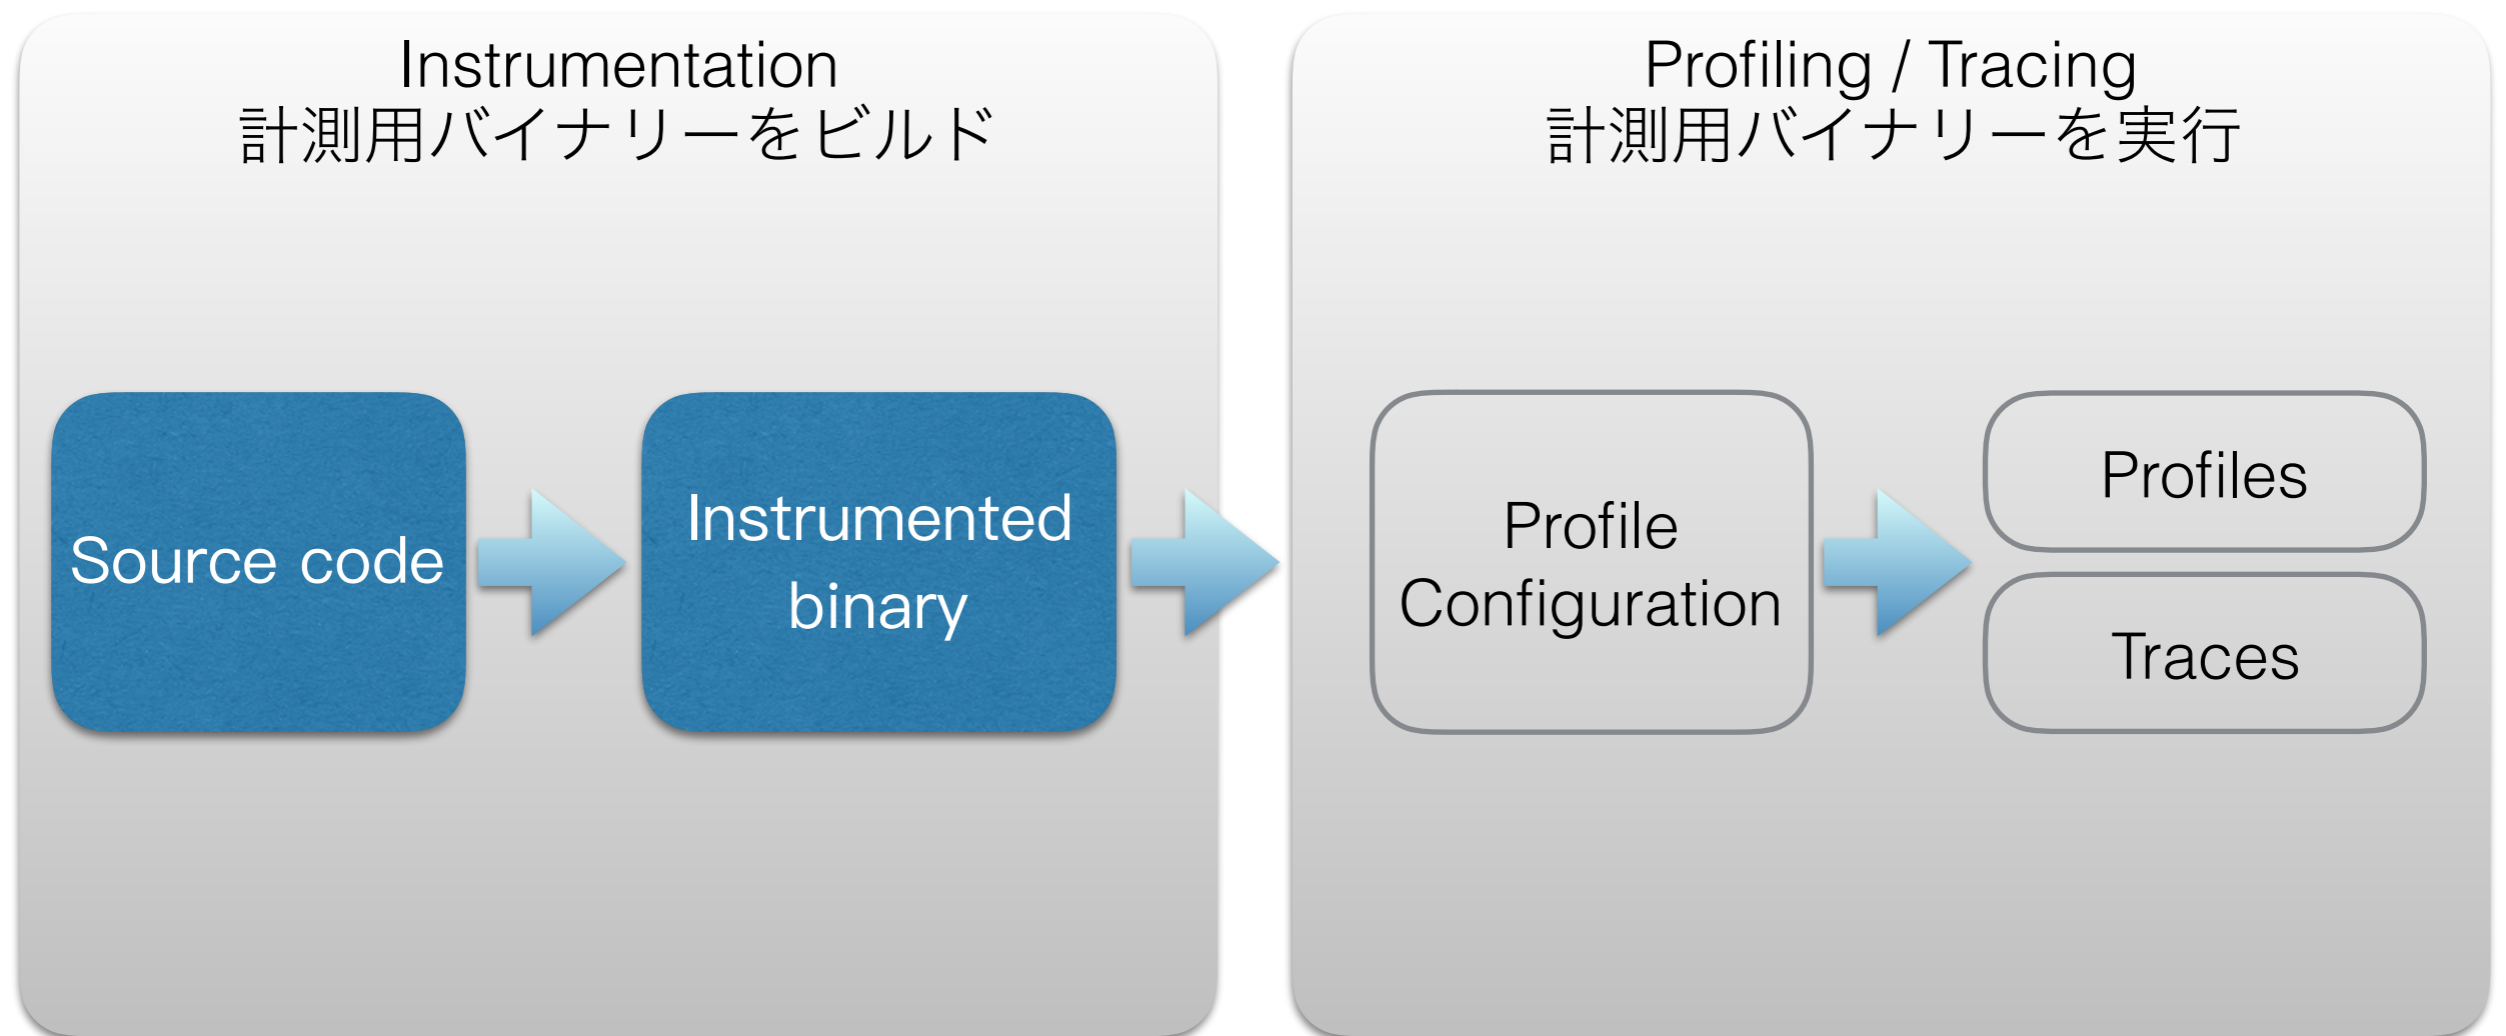 Instrumentation
計測用バイナリーをビルド
Source code
Instrumented
binary
Profiling / Tracing
計測用バイナリーを実行
Profile
Configuration
Profiles
Traces